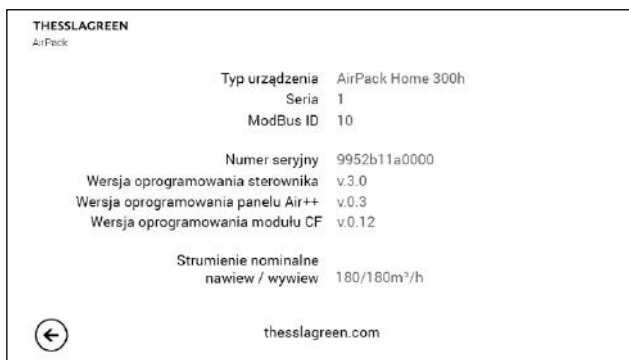 THESSLAGREEN
AirPack
Typ urządzenia AirPack Home 300h
Seria 1
ModBus ID 10
Numer seryjny 9952b11a0000
Wersja oprogramowania sterownika v.3.0
Wersja oprogramowania panelu Air++ v.0.3
Wersja oprogramowania modułu CF v.0.12
Strumienie nominalne
nawiew / wywiew 180/180m³/h
thesslagreen.com